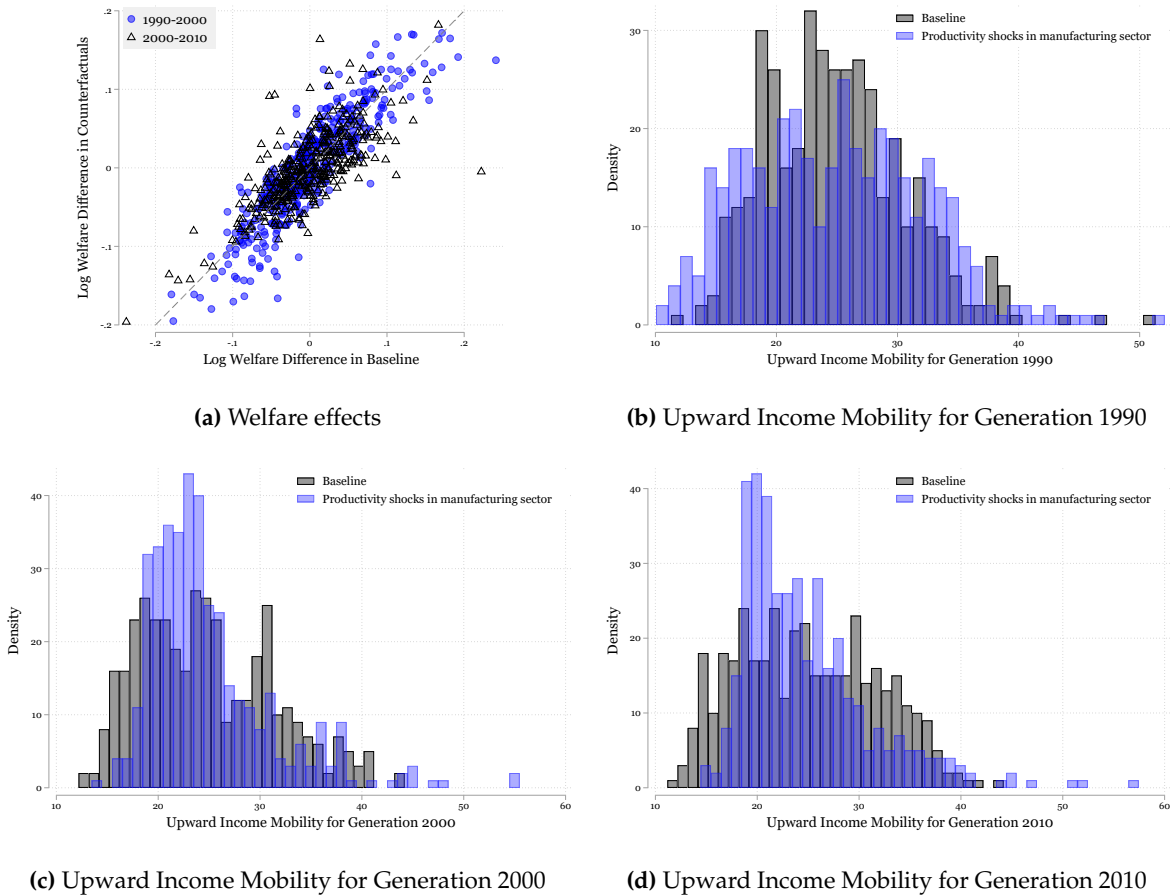 1990-2000
2000-2010
Log Welfare Difference in Counterfactuals
.2
.1
0
-.1
-.2
-.2
-.1
0
.1
.2
Log Welfare Difference in Baseline
(a) Welfare effects
Baseline
Productivity shocks in manufacturing sector
Density
30
20
10
0
10
20
30
40
50
Upward Income Mobility for Generation 1990
(b) Upward Income Mobility for Generation 1990
Baseline
Productivity shocks in manufacturing sector
Density
40
30
20
10
0
10
20
30
40
50
60
Upward Income Mobility for Generation 2000
(c) Upward Income Mobility for Generation 2000
Baseline
Productivity shocks in manufacturing sector
Density
40
30
20
10
0
10
20
30
40
50
60
Upward Income Mobility for Generation 2010
(d) Upward Income Mobility for Generation 2010